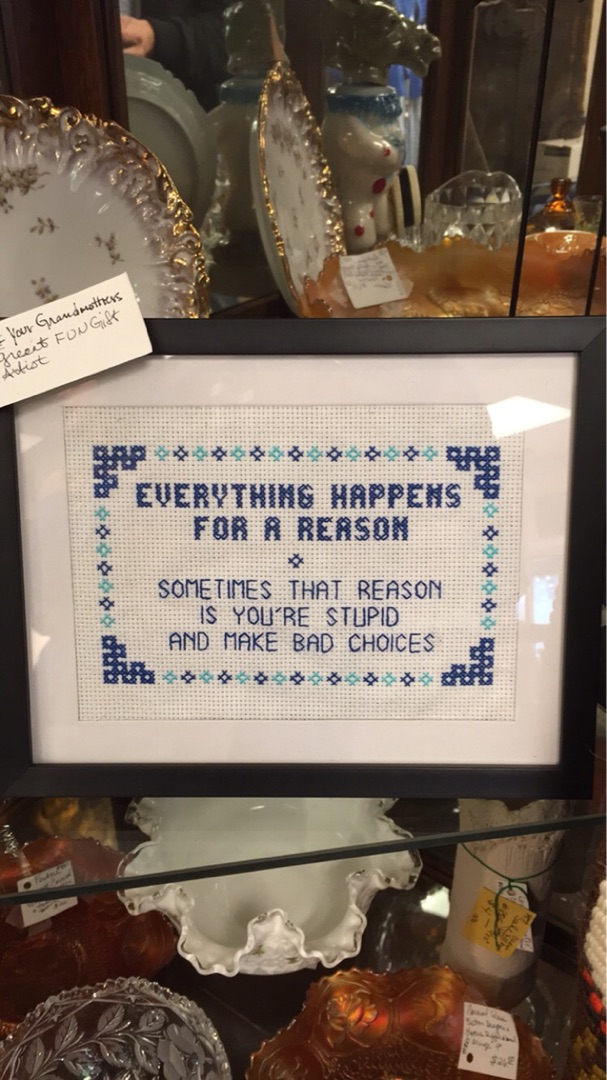 Your Grandmothers
great FUN Gift
Artist
EVERYTHING HAPPENS
FOR A REASON
SOMETIMES THAT REASON
IS YOU'RE STUPID
AND MAKE BAD CHOICES